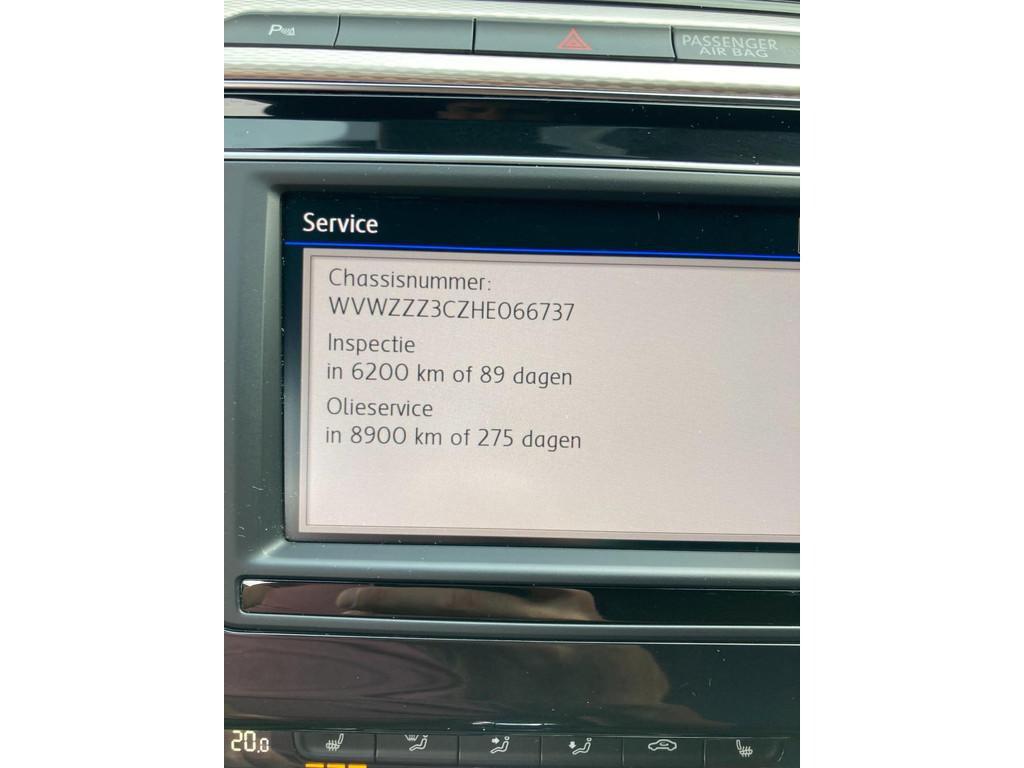 P
PASSENGER
AIR BAG
Service
Chassisnummer:
WVWZZZ3CZHE066737
Inspectie
in 6200 km of 89 dagen
Olieservice
in 8900 km of 275 dagen
20.0